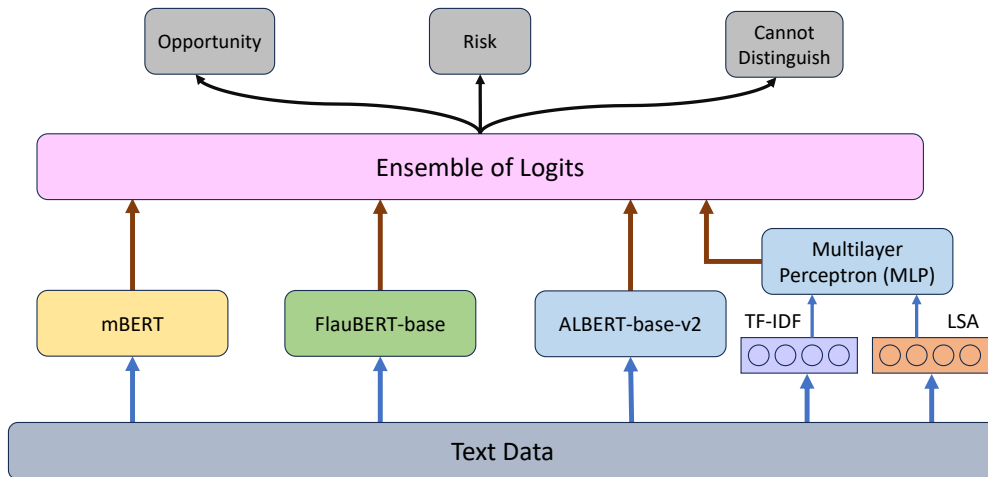 Opportunity
Risk
Cannot
Distinguish
Ensemble of Logits
Multilayer
Perceptron (MLP)
mBERT
FlauBERT-base
ALBERT-base-v2
TF-IDF
LSA
Text Data